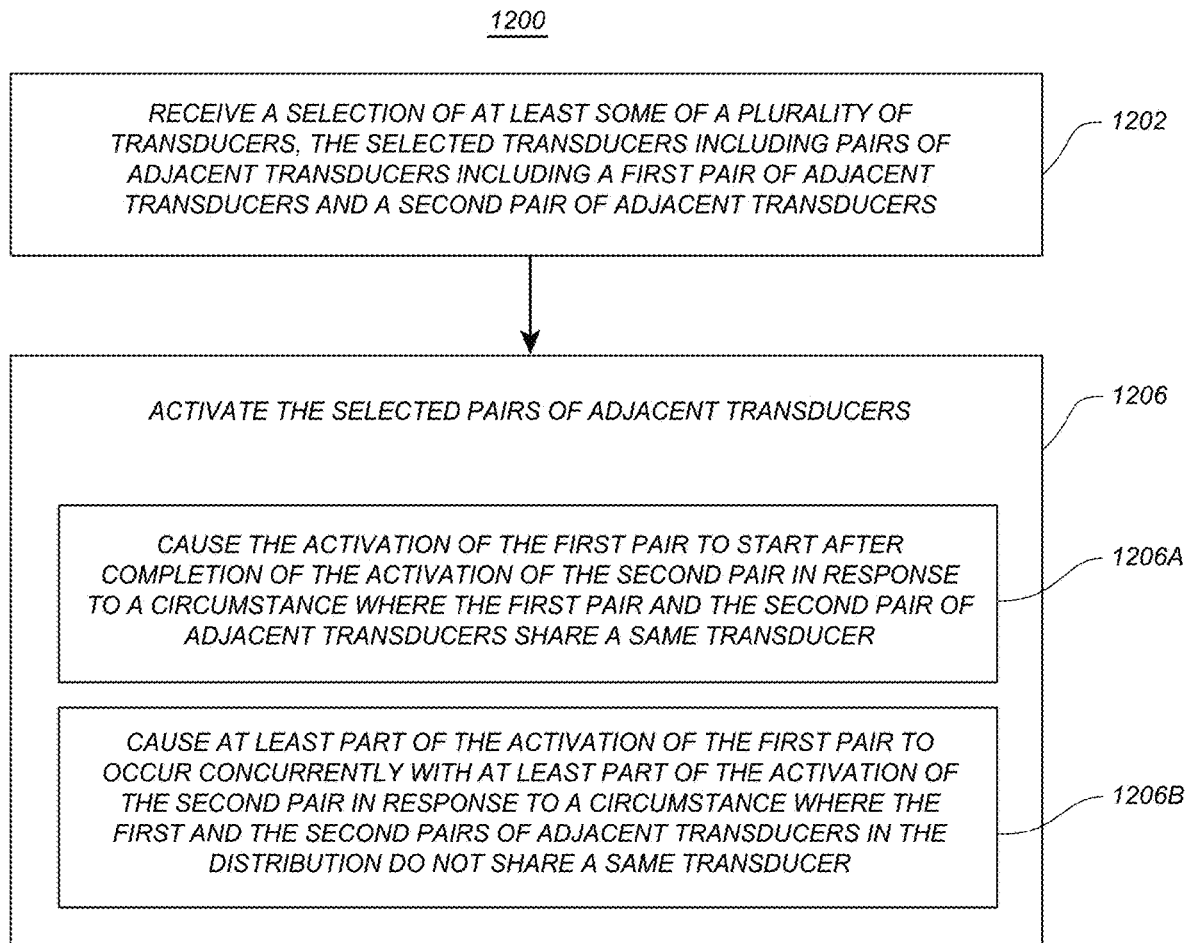 1200
RECEIVE A SELECTION OF AT LEAST SOME OF A PLURALITY OF
TRANSDUCERS, THE SELECTED TRANSDUCERS INCLUDING PAIRS OF
ADJACENT TRANSDUCERS INCLUDING A FIRST PAIR OF ADJACENT
TRANSDUCERS AND A SECOND PAIR OF ADJACENT TRANSDUCERS
1202
ACTIVATE THE SELECTED PAIRS OF ADJACENT TRANSDUCERS
1206
CAUSE THE ACTIVATION OF THE FIRST PAIR TO START AFTER
COMPLETION OF THE ACTIVATION OF THE SECOND PAIR IN RESPONSE
TO A CIRCUMSTANCE WHERE THE FIRST PAIR AND THE SECOND PAIR OF
ADJACENT TRANSDUCERS SHARE A SAME TRANSDUCER
1206A
CAUSE AT LEAST PART OF THE ACTIVATION OF THE FIRST PAIR TO
OCCUR CONCURRENTLY WITH AT LEAST PART OF THE ACTIVATION OF
THE SECOND PAIR IN RESPONSE TO A CIRCUMSTANCE WHERE THE
FIRST AND THE SECOND PAIRS OF ADJACENT TRANSDUCERS IN THE
DISTRIBUTION DO NOT SHARE A SAME TRANSDUCER
1206B